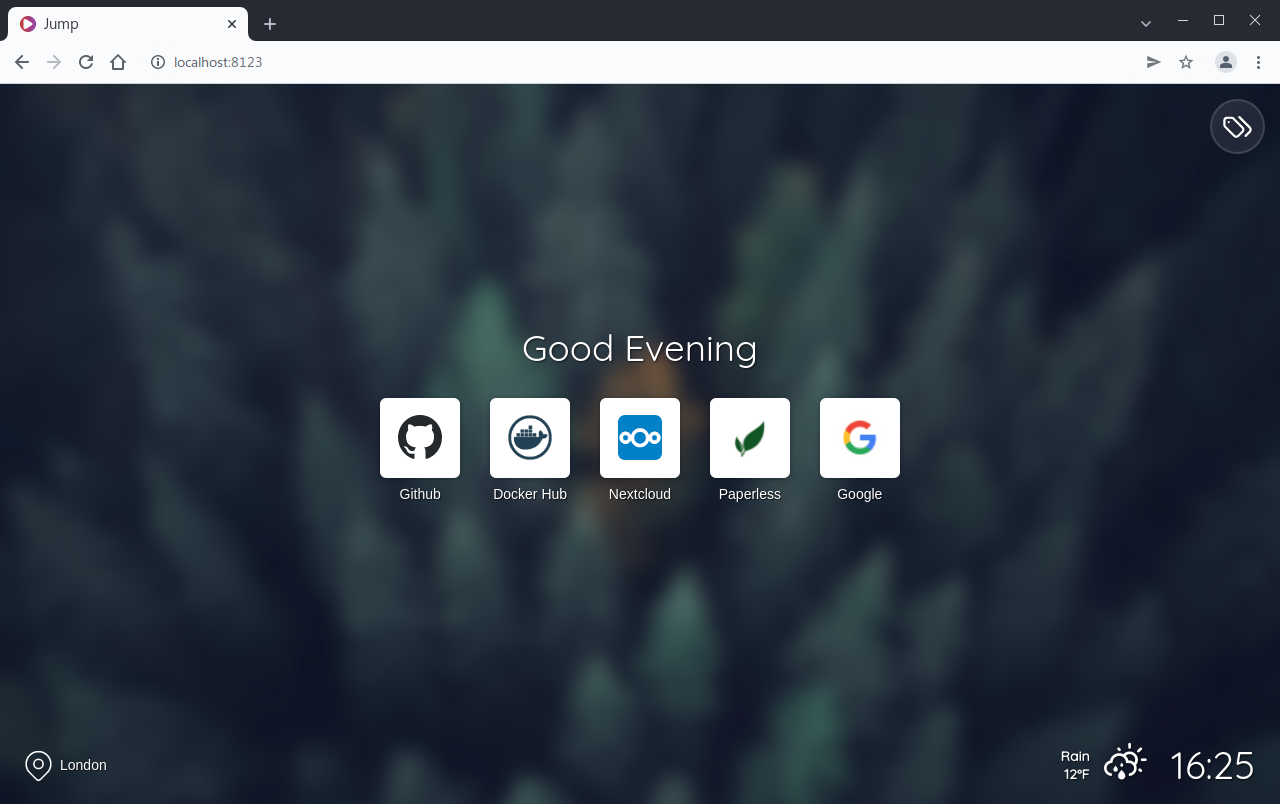 Jump
localhost:8123
Good Evening
Github
Docker Hub
Nextcloud
Paperless
Google
London
Rain
12°F
16:25